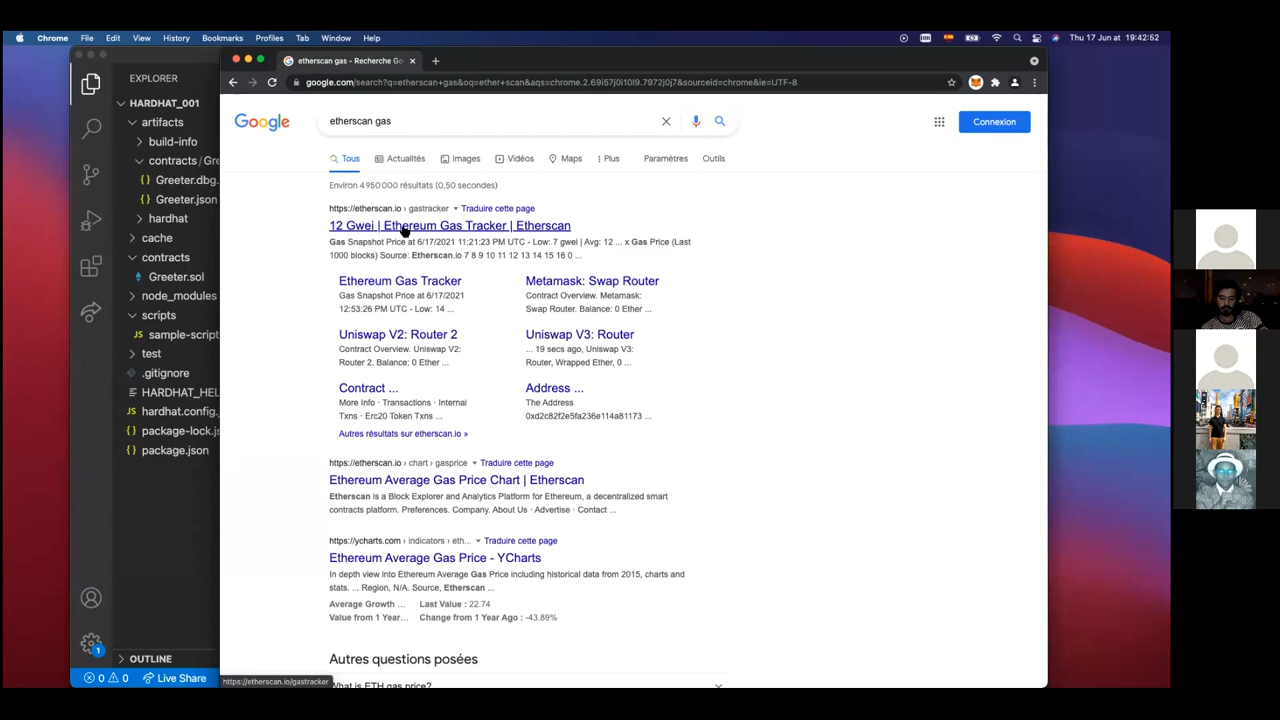 Chrome File Edit View History Bookmarks Profiles Tab Window Help
Thu 17 Jun at 19:42:52
etherscan gas - Recherche Go
google.com/search?q=etherscan+gas&oq=ether+scan&aqs=chrome.2.69i57j0i10l9.7972j0j7&sourceid=chrome&ie=UTF-8
EXPLORER
HARDHAT_001
artifacts
build-info
contracts/Gre
Greeter.dbg.
Greeter.json
hardhat
cache
contracts
Greeter.sol
node_modules
scripts
sample-script
test
.gitignore
HARDHAT_HEL
hardhat.config.
package-lock.j
package.json
OUTLINE
0 0 Live Share
1
Google
etherscan gas
Connexion
Tous Actualités Images Vidéos Maps Plus Paramètres Outils
Environ 4 950 000 résultats (0,50 secondes)
https://etherscan.io › gastracker Traduire cette page
12 Gwei | Ethereum Gas Tracker | Etherscan
Gas Snapshot Price at 6/17/2021 11:21:23 PM UTC - Low: 7 gwei | Avg: 12 ... x Gas Price (Last
1000 blocks) Source: Etherscan.io 7 8 9 10 11 12 13 14 15 16 0 ...
Ethereum Gas Tracker
Gas Snapshot Price at 6/17/2021
12:53:26 PM UTC - Low: 14 ...
Metamask: Swap Router
Contract Overview. Metamask:
Swap Router. Balance: 0 Ether ...
Uniswap V2: Router 2
Contract Overview. Uniswap V2:
Router 2. Balance: 0 Ether ...
Uniswap V3: Router
... 19 secs ago, Uniswap V3:
Router, Wrapped Ether, 0 ...
Contract ...
More Info · Transactions · Internal
Txns · Erc20 Token Txns ...
Address ...
The Address
0xd2c82f2e5fa236e114a81173 ...
Autres résultats sur etherscan.io »
https://etherscan.io › chart › gasprice Traduire cette page
Ethereum Average Gas Price Chart | Etherscan
Etherscan is a Block Explorer and Analytics Platform for Ethereum, a decentralized smart
contracts platform. Preferences. Company. About Us · Advertise · Contact ...
https://ycharts.com › indicators › eth... Traduire cette page
Ethereum Average Gas Price - YCharts
In depth view into Ethereum Average Gas Price including historical data from 2015, charts and
stats. ... Region, N/A. Source, Etherscan ...
Average Growth ... Last Value : 22.74
Value from 1 Year... Change from 1 Year Ago : -43.89%
Autres questions posées
What is ETH gas price?
https://etherscan.io/gastracker